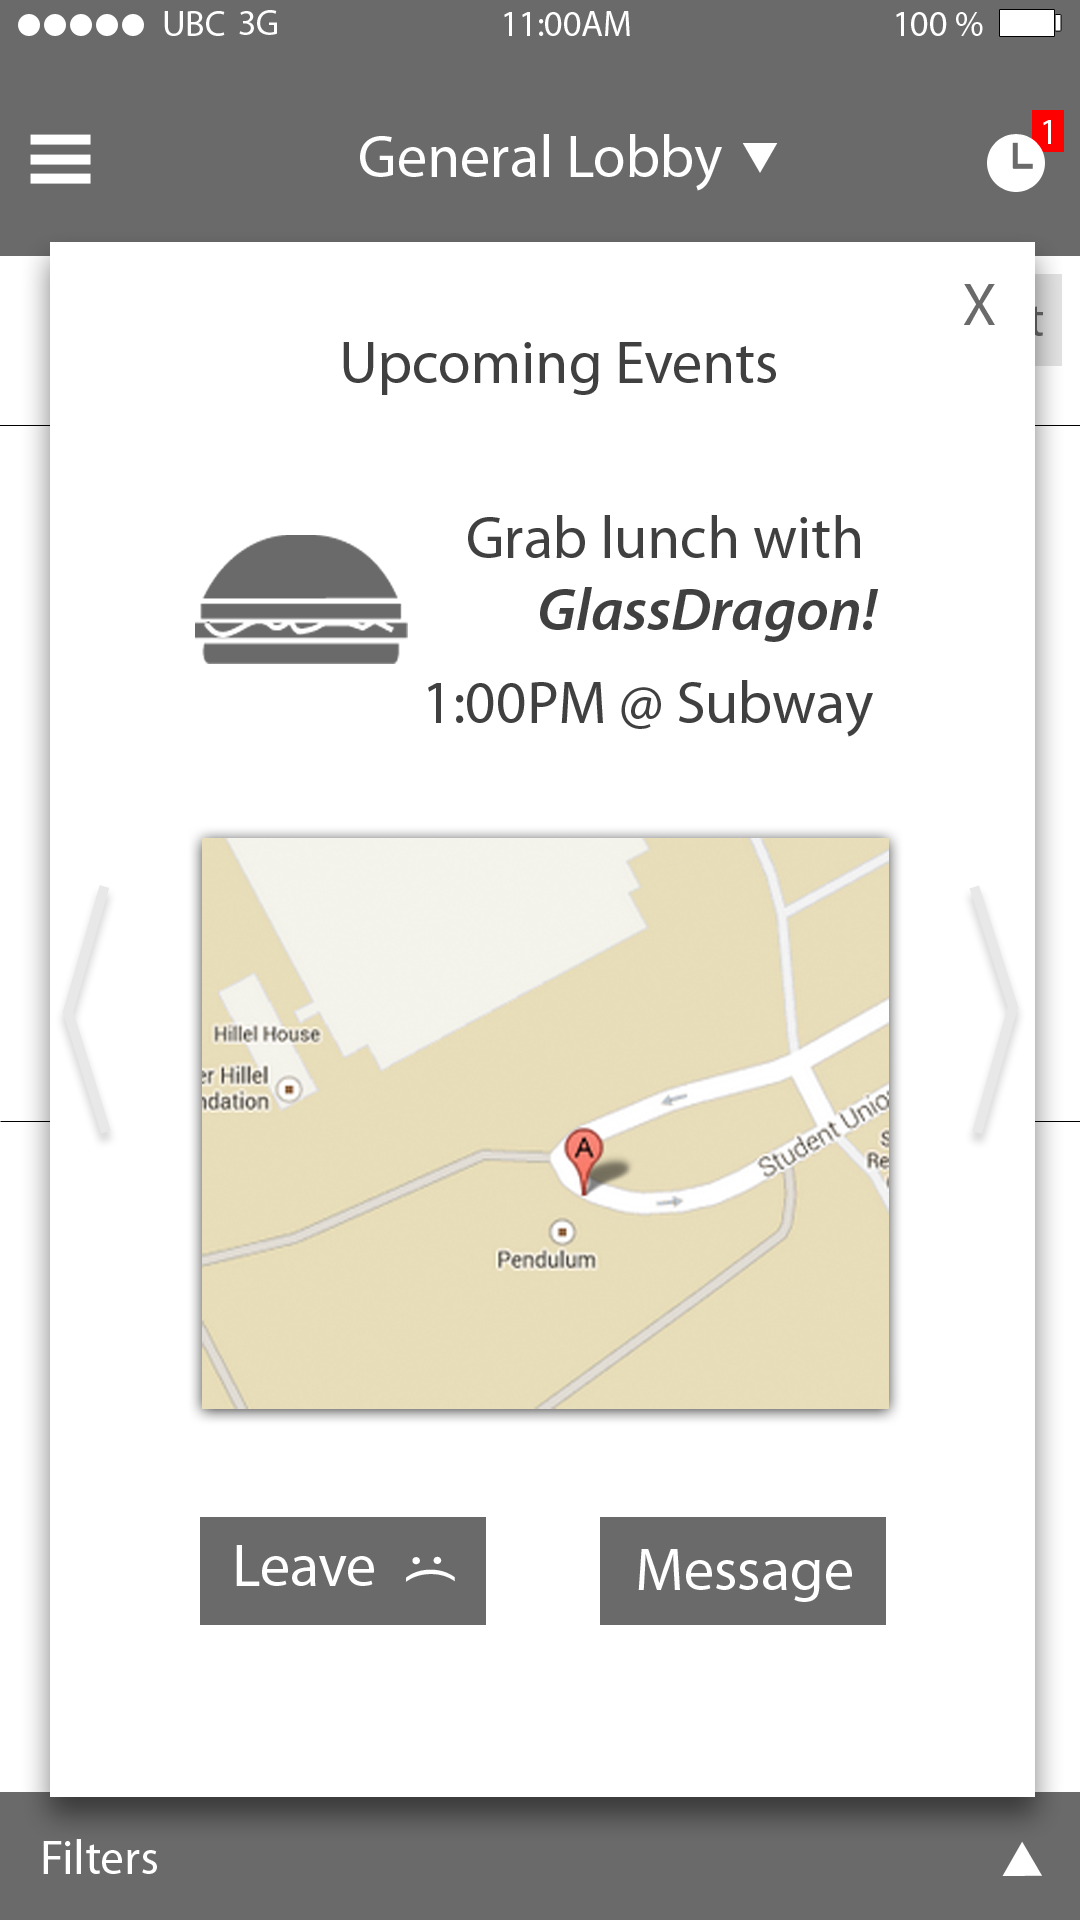 UBC 3G 11:00AM 100 %
General Lobby
1
X
t
Upcoming Events
Grab lunch with
GlassDragon!
1:00PM @ Subway
Hillel House
er Hillel
ndation
Student Unio
S
Re
A
Pendulum
Leave
Message
Filters